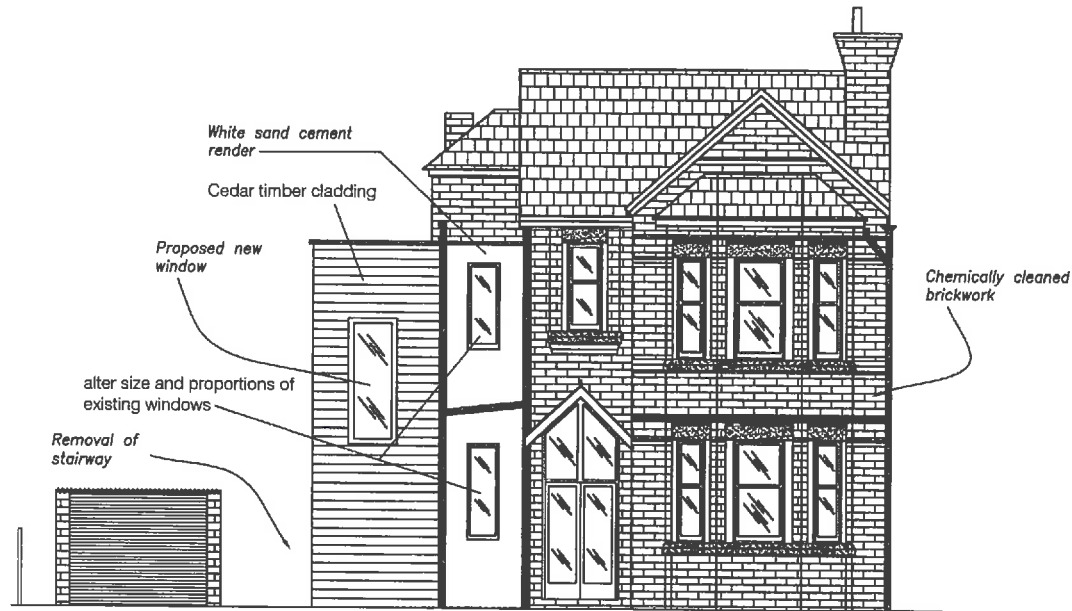 White sand cement
render
Cedar timber cladding
Proposed new
window
Chemically cleaned
brickwork
alter size and proportions of
existing windows
Removal of
stairway